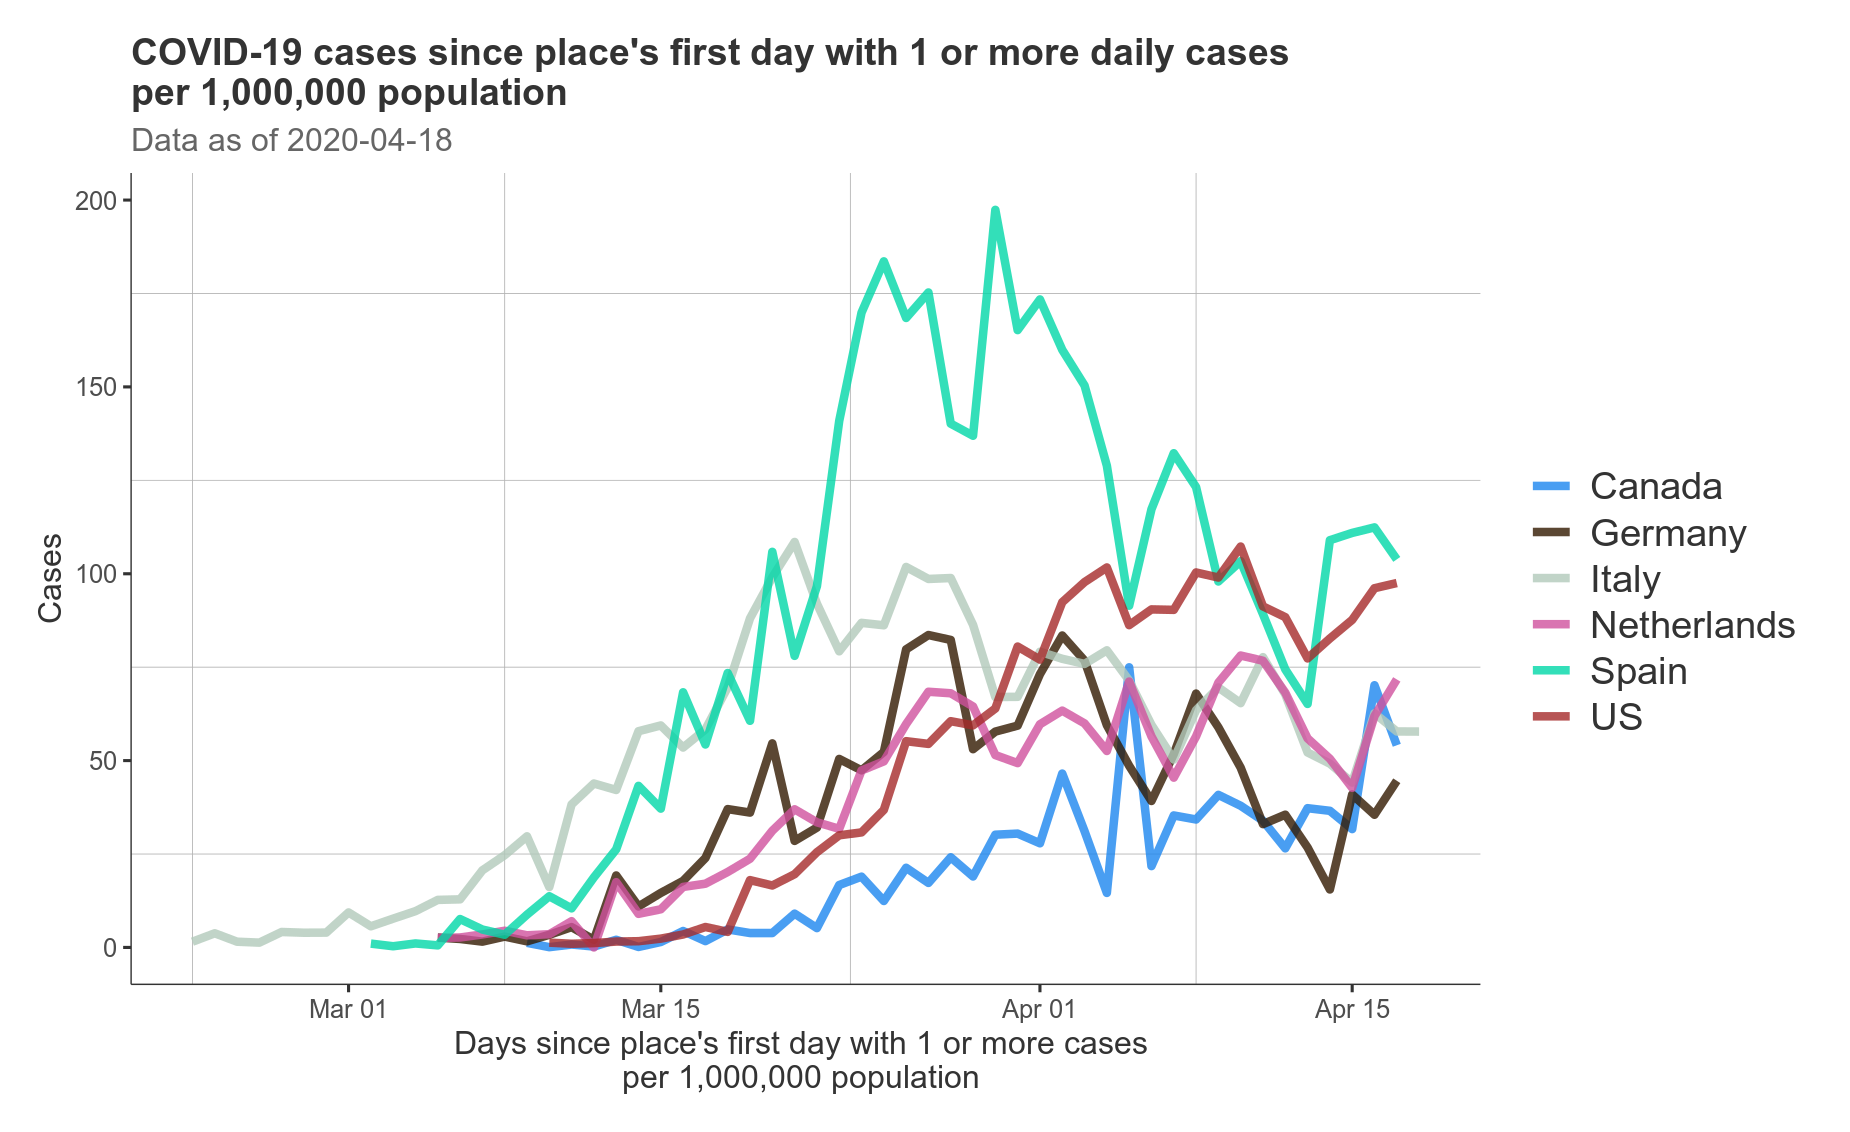 COVID-19 cases since place's first day with 1 or more daily cases
per 1,000,000 population
Data as of 2020-04-18
200
150
100
50
0
Cases
Mar 01
Mar 15
Apr 01
Apr 15
Days since place's first day with 1 or more cases
per 1,000,000 population
Canada
Germany
Italy
Netherlands
Spain
US